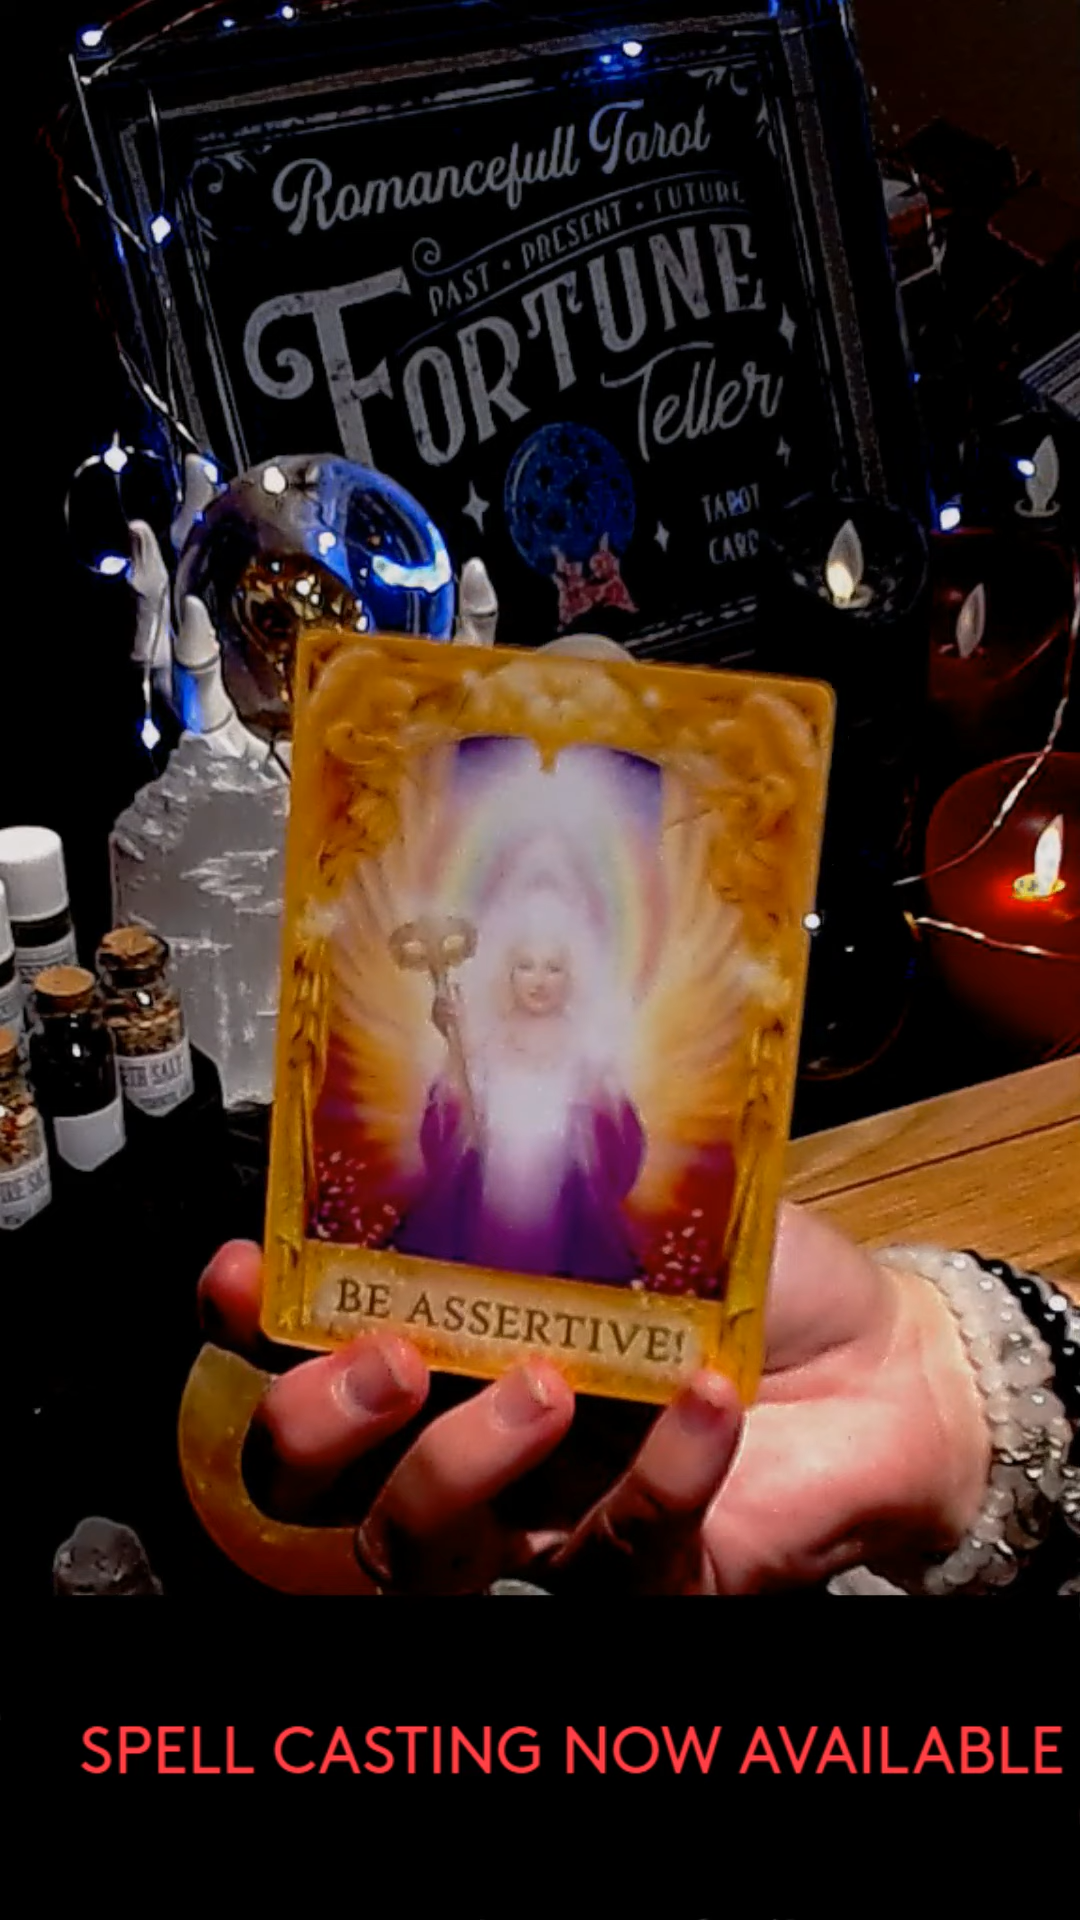 Romancefull Tarot
PAST • PRESENT • FUTURE
FORTUNE
Teller
TAROT
CARD
BE ASSERTIVE!
SPELL CASTING NOW AVAILABLE